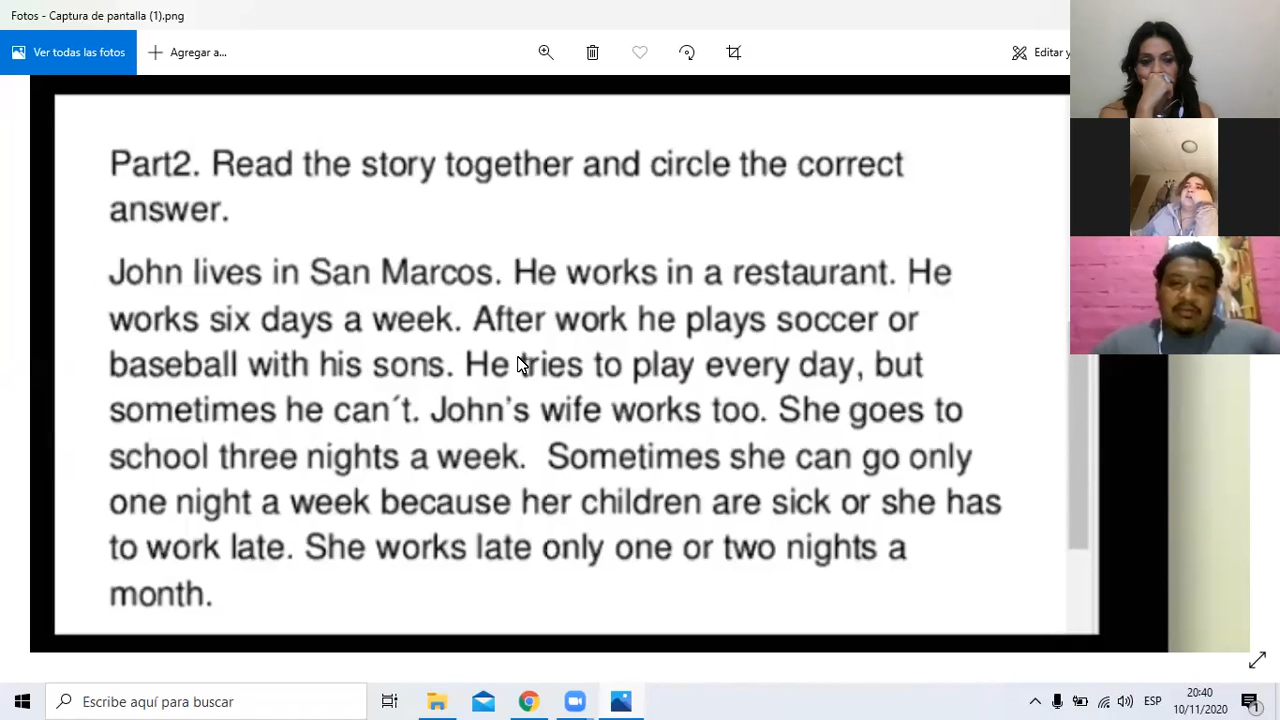 Fotos - Captura de pantalla (1).png
Ver todas las fotos
Agregar a...
Editar y
Part2. Read the story together and circle the correct
answer.
John lives in San Marcos. He works in a restaurant. He
works six days a week. After work he plays soccer or
baseball with his sons. He tries to play every day, but
sometimes he can´t. John's wife works too. She goes to
school three nights a week.  Sometimes she can go only
one night a week because her children are sick or she has
to work late. She works late only one or two nights a
month.
Escribe aquí para buscar
ESP
20:40
10/11/2020
1